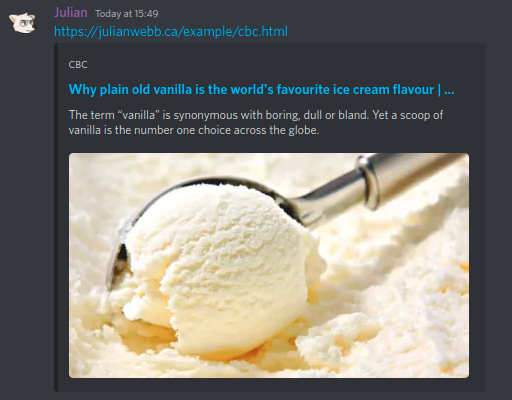 Julian Today at 15:49
https://julianwebb.ca/example/cbc.html
CBC
Why plain old vanilla is the world's favourite ice cream flavour | ...
The term “vanilla” is synonymous with boring, dull or bland. Yet a scoop of
vanilla is the number one choice across the globe.